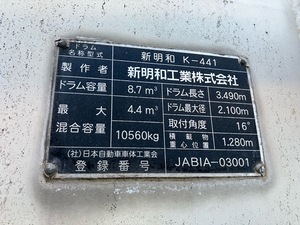 ドラム名称型式 新明和 K-441
製作者 新明和工業株式会社
ドラム容量 8.7m³ ドラム長さ 3.490m
最大混合容量 4.4m³ 10560kg ドラム最大径 2.100m
取付角度 16°
積載物重心位置 1.280m
(社)日本自動車車体工業会
登録番号 JABIA-03001